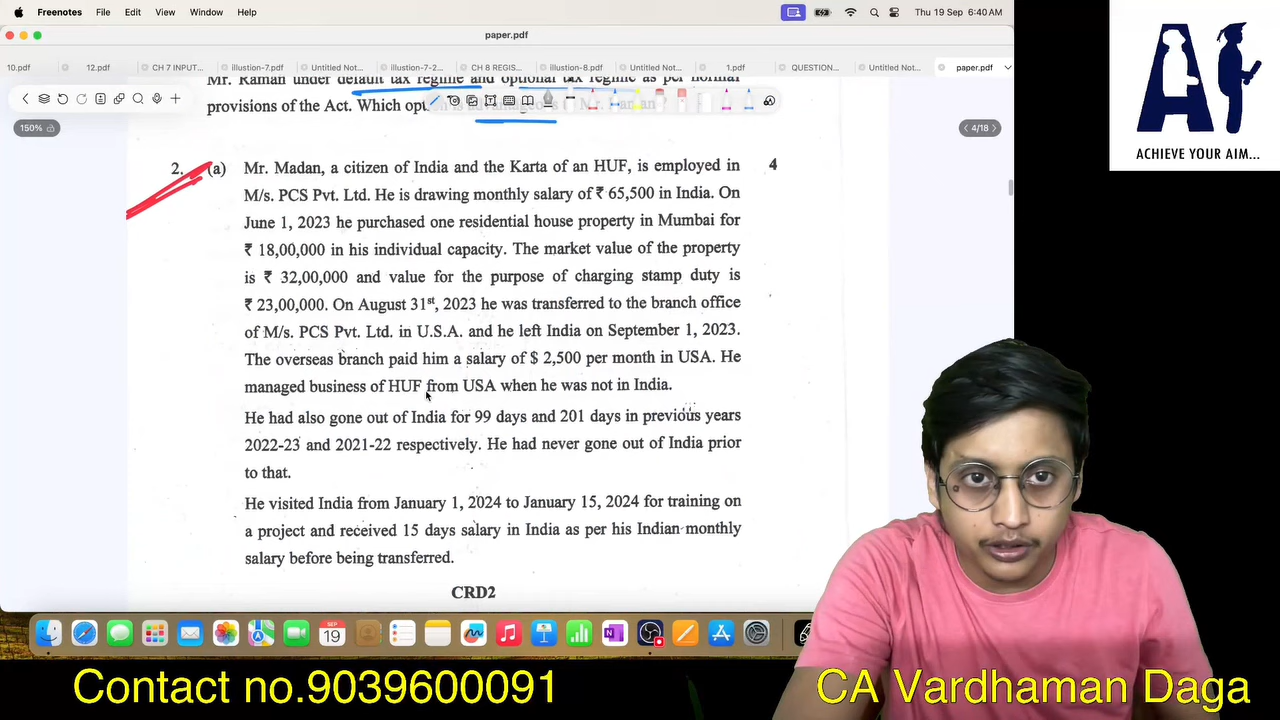 Freenotes File Edit View Window Help Thu 19 Sep 6:40 AM
paper.pdf
10.pdf 12.pdf CH 7 INPUT... illustion-7.pdf Untitled Not... illustion-7-2... CH 8 REGIS... illustion-8.pdf Untitled Not... 1.pdf QUESTION... Untitled Not... paper.pdf
Mr. Raman under default tax regime and optional tax regime as per normal
provisions of the Act. Which
150% 4/18
2. (a) Mr. Madan, a citizen of India and the Karta of an HUF, is employed in 4
M/s. PCS Pvt. Ltd. He is drawing monthly salary of ₹ 65,500 in India. On
June 1, 2023 he purchased one residential house property in Mumbai for
₹ 18,00,000 in his individual capacity. The market value of the property
is ₹ 32,00,000 and value for the purpose of charging stamp duty is
₹ 23,00,000. On August 31st, 2023 he was transferred to the branch office
of M/s. PCS Pvt. Ltd. in U.S.A. and he left India on September 1, 2023.
The overseas branch paid him a salary of $ 2,500 per month in USA. He
managed business of HUF from USA when he was not in India.
He had also gone out of India for 99 days and 201 days in previous years
2022-23 and 2021-22 respectively. He had never gone out of India prior
to that.
He visited India from January 1, 2024 to January 15, 2024 for training on
a project and received 15 days salary in India as per his Indian monthly
salary before being transferred.
CRD2
SEP
19
AI
ACHIEVE YOUR AIM...
Contact no.9039600091 CA Vardhaman Daga